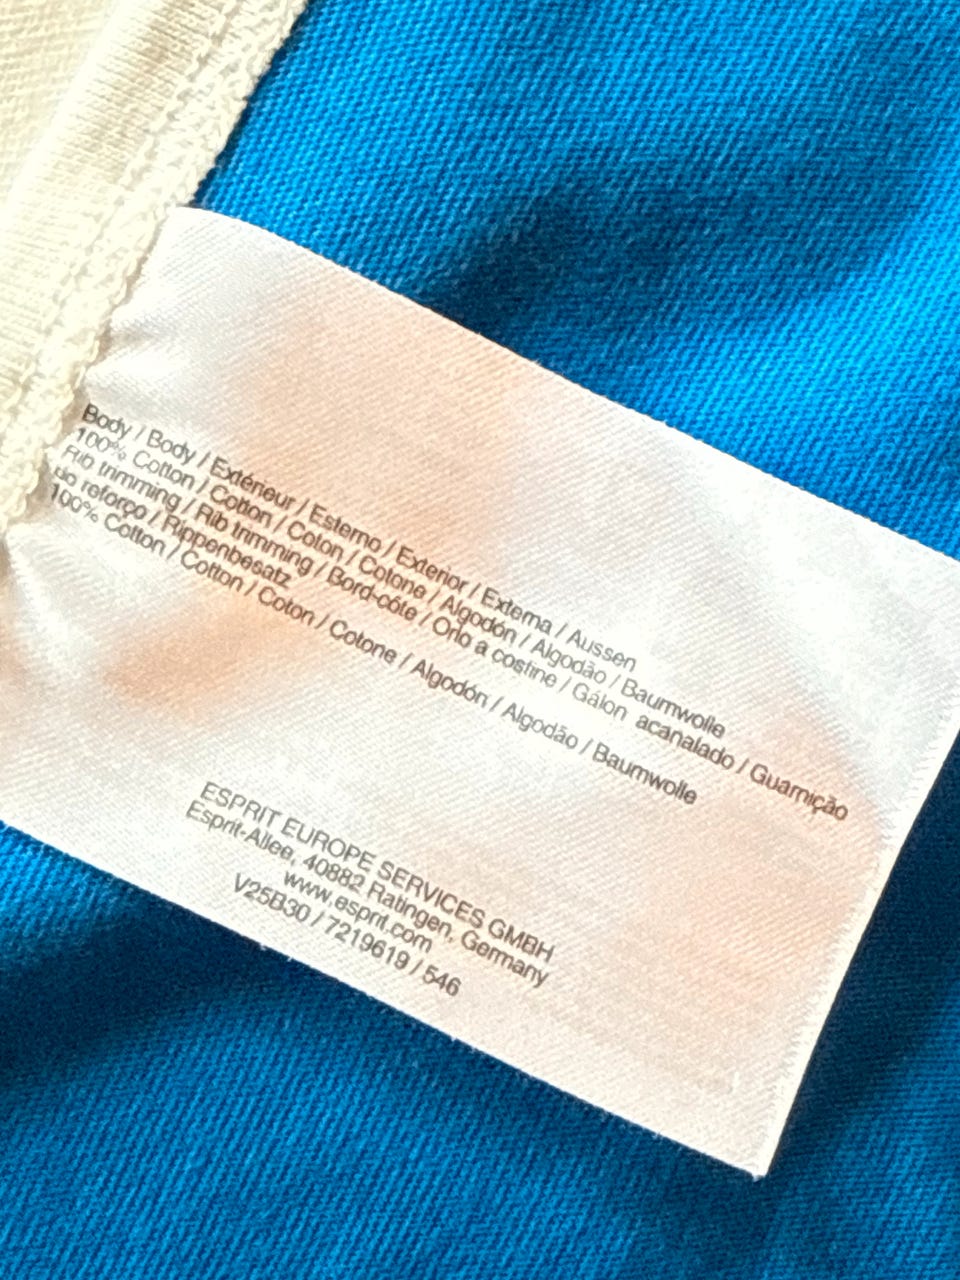 Body / Body / Extérieur / Esterno / Exterior / Externa / Aussen
100% Cotton / Cotton / Coton / Cotone / Algodón / Algodão / Baumwolle
Rib trimming / Rib trimming / Bord-côte / Orlo a costine / Gálon acanalado / Guarnição
no reforço / Rippenbesatz
100% Cotton / Cotton / Coton / Cotone / Algodón / Algodão / Baumwolle
ESPRIT EUROPE SERVICES GMBH
Esprit-Allee, 40882 Ratingen, Germany
www.esprit.com
V25B30 / 7219619 / 546